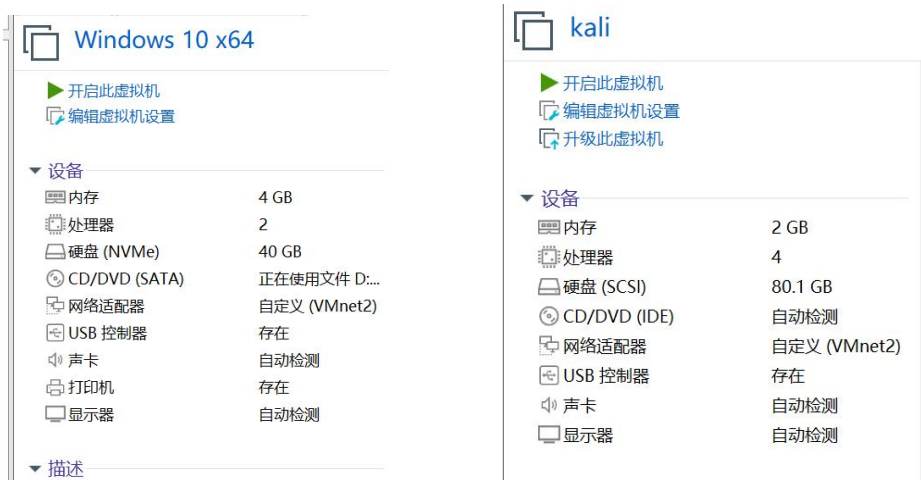 Windows 10 x64
开启此虚拟机
编辑虚拟机设置
设备
内存 4 GB
处理器 2
硬盘 (NVMe) 40 GB
CD/DVD (SATA) 正在使用文件 D:...
网络适配器 自定义 (VMnet2)
USB 控制器 存在
声卡 自动检测
打印机 存在
显示器 自动检测
描述
kali
开启此虚拟机
编辑虚拟机设置
升级此虚拟机
设备
内存 2 GB
处理器 4
硬盘 (SCSI) 80.1 GB
CD/DVD (IDE) 自动检测
网络适配器 自定义 (VMnet2)
USB 控制器 存在
声卡 自动检测
显示器 自动检测